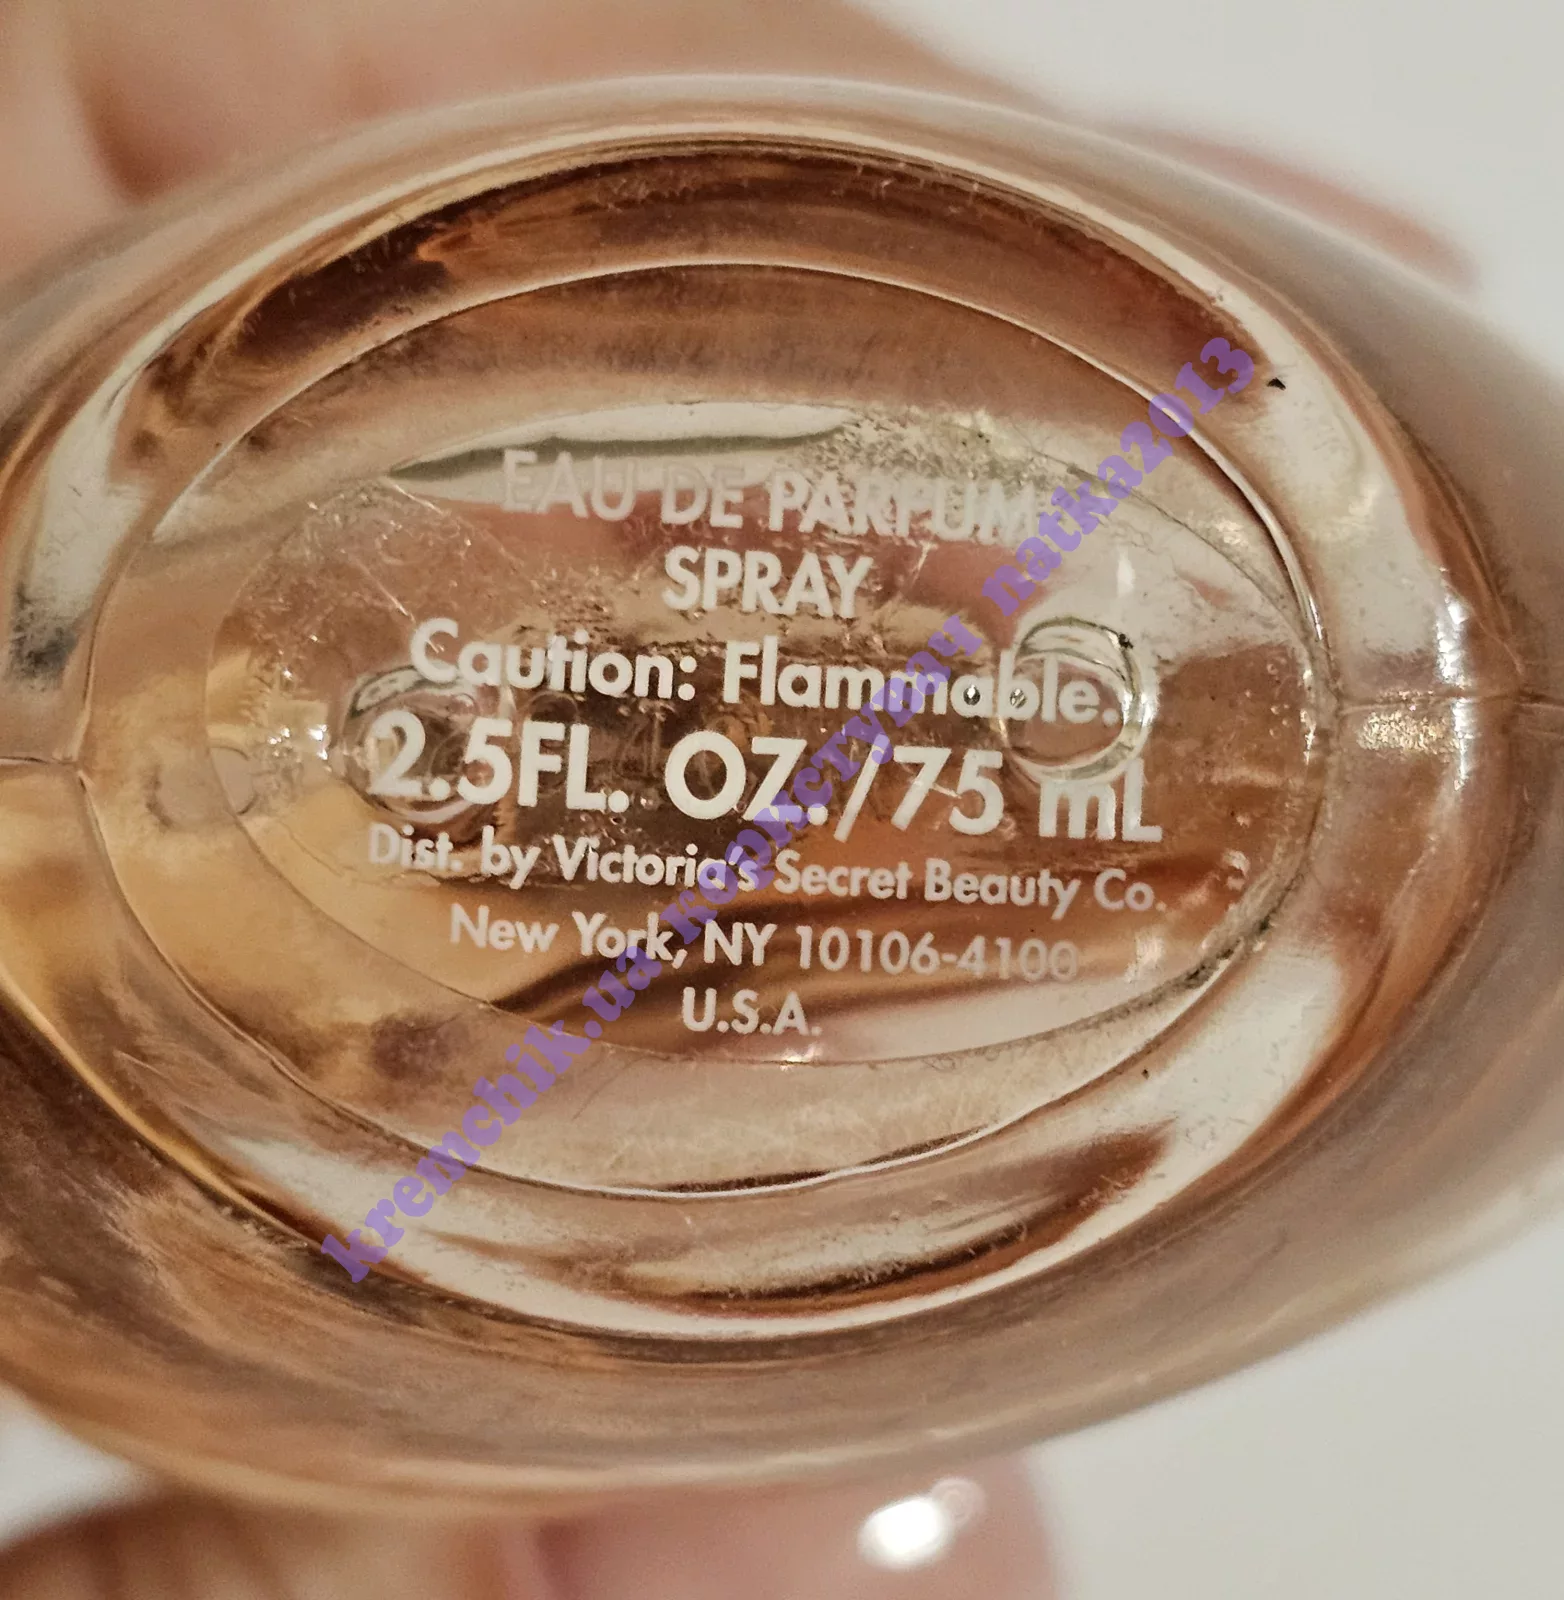 EAU DE PARFUM
SPRAY
Caution: Flammable.
2.5FL. OZ./75 mL
Dist. by Victoria's Secret Beauty Co.
New York, NY 10106-4100
U.S.A.
kremchik.ua користувач natka2013